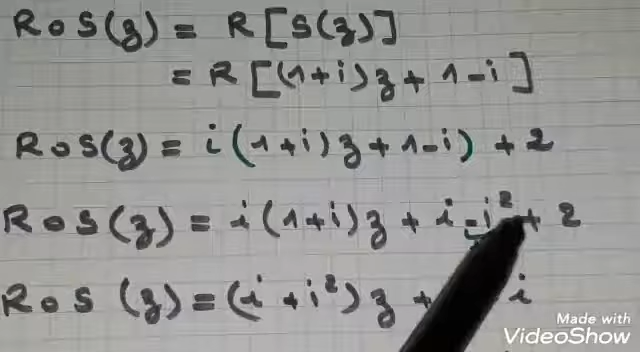 RoS(z) = R[S(z)]
= R[(1+i)z + 1-i]
RoS(z) = i(1+i)z + 1-i) + 2
RoS(z) = i(1+i)z + i-i² + 2
RoS (z) = (i+i²)z + i
Made with
VideoShow